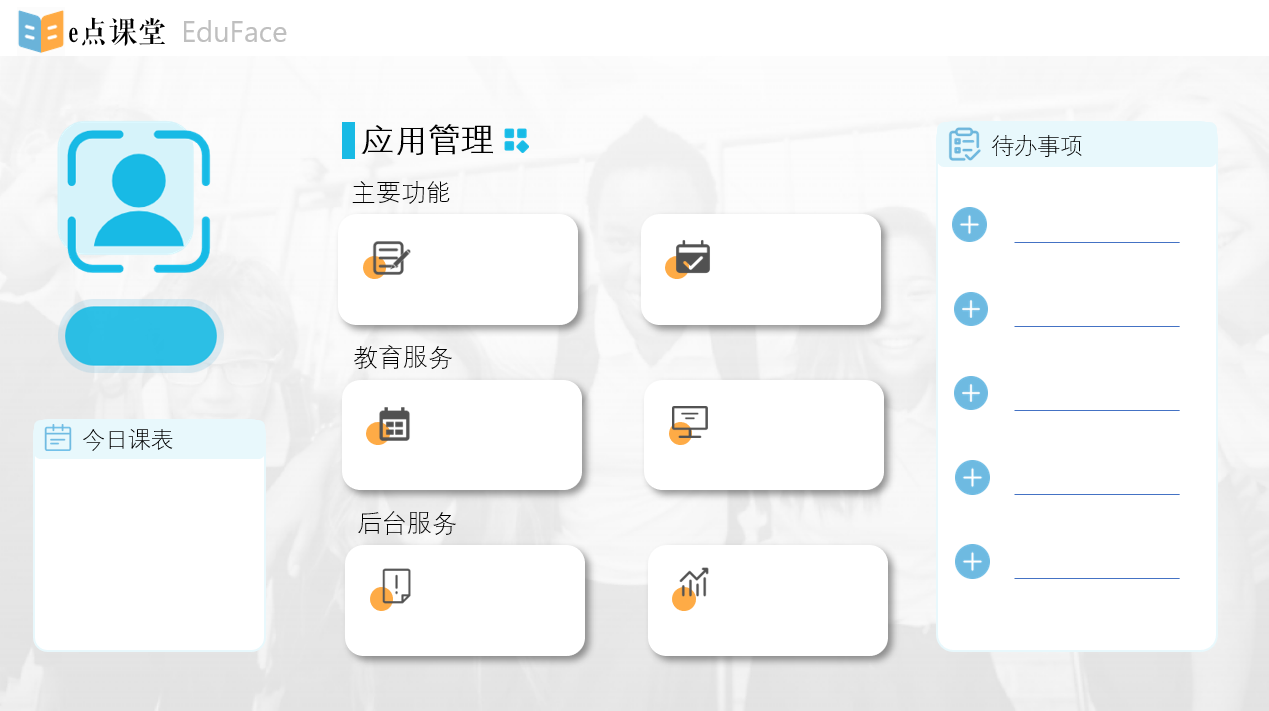 e点课堂 EduFace
应用管理
主要功能
教育服务
后台服务
今日课表
待办事项